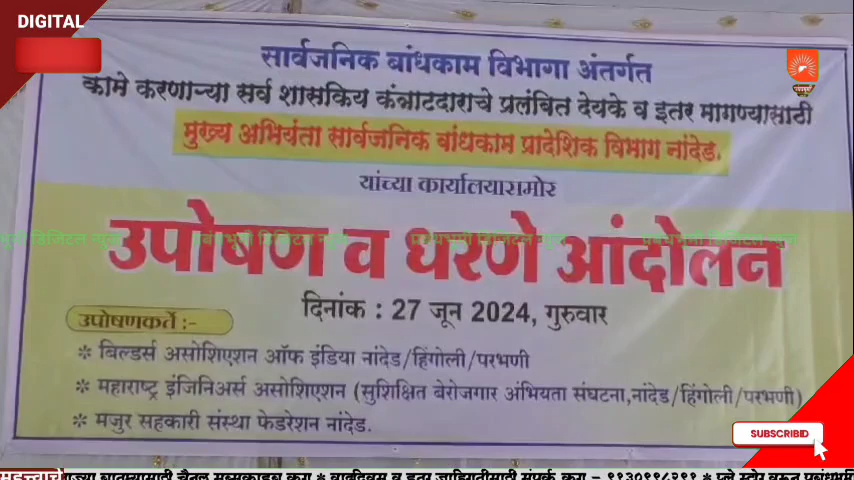 DIGITAL
सार्वजनिक बांधकाम विभागा अंतर्गत
कामे करणाऱ्या सर्व शासकिय कंत्राटदाराचे प्रलंबित देयके व इतर मागण्यासाठी
मुख्य अभियंता सार्वजनिक बांधकाम प्रादेशिक विभाग नांदेड.
यांच्या कार्यालयासमोर
उपोषण व धरणे आंदोलन
दिनांक : 27 जून 2024, गुरुवार
उपोषणकर्ते :-
❊ बिल्डर्स असोशिएशन ऑफ इंडिया नांदेड/हिंगोली/परभणी
❊ महाराष्ट्र इंजिनिअर्स असोशिएशन (सुशिक्षित बेरोजगार अंभियता संघटना,नांदेड/हिंगोली/परभणी)
❊ मजुर सहकारी संस्था फेडरेशन नांदेड.
SUBSCRIBED